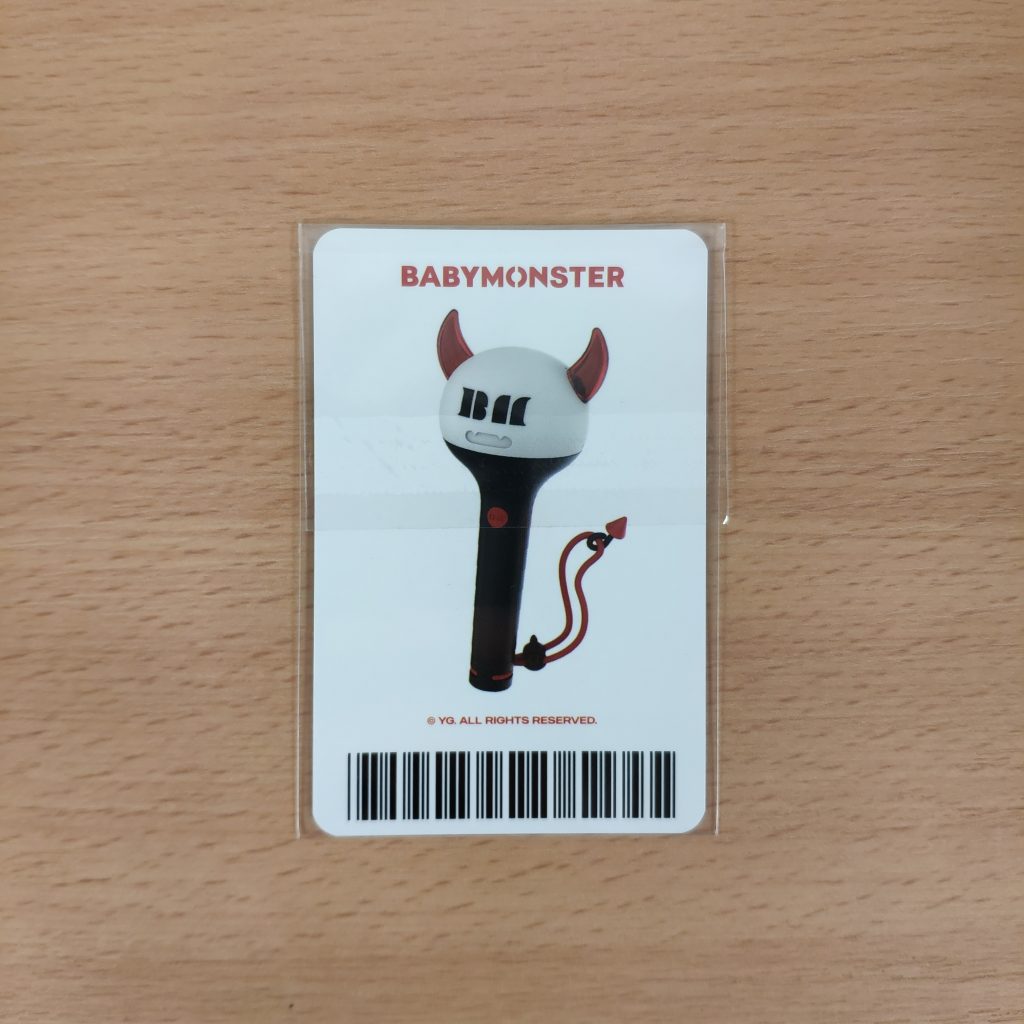 BABYMONSTER
BM
© YG. ALL RIGHTS RESERVED.